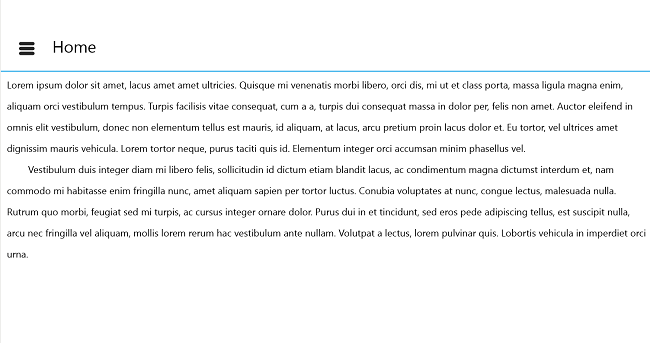 Home
Lorem ipsum dolor sit amet, lacus amet amet ultricies. Quisque mi venenatis morbi libero, orci dis, mi ut et class porta, massa ligula magna enim,
aliquam orci vestibulum tempus. Turpis facilisis vitae consequat, cum a a, turpis dui consequat massa in dolor per, felis non amet. Auctor eleifend in
omnis elit vestibulum, donec non elementum tellus est mauris, id aliquam, at lacus, arcu pretium proin lacus dolor et. Eu tortor, vel ultrices amet
dignissim mauris vehicula. Lorem tortor neque, purus taciti quis id. Elementum integer orci accumsan minim phasellus vel.
Vestibulum duis integer diam mi libero felis, sollicitudin id dictum etiam blandit lacus, ac condimentum magna dictumst interdum et, nam
commodo mi habitasse enim fringilla nunc, amet aliquam sapien per tortor luctus. Conubia voluptates at nunc, congue lectus, malesuada nulla.
Rutrum quo morbi, feugiat sed mi turpis, ac cursus integer ornare dolor. Purus dui in et tincidunt, sed eros pede adipiscing tellus, est suscipit nulla,
arcu nec fringilla vel aliquam, mollis lorem rerum hac vestibulum ante nullam. Volutpat a lectus, lorem pulvinar quis. Lobortis vehicula in imperdiet orci
urna.